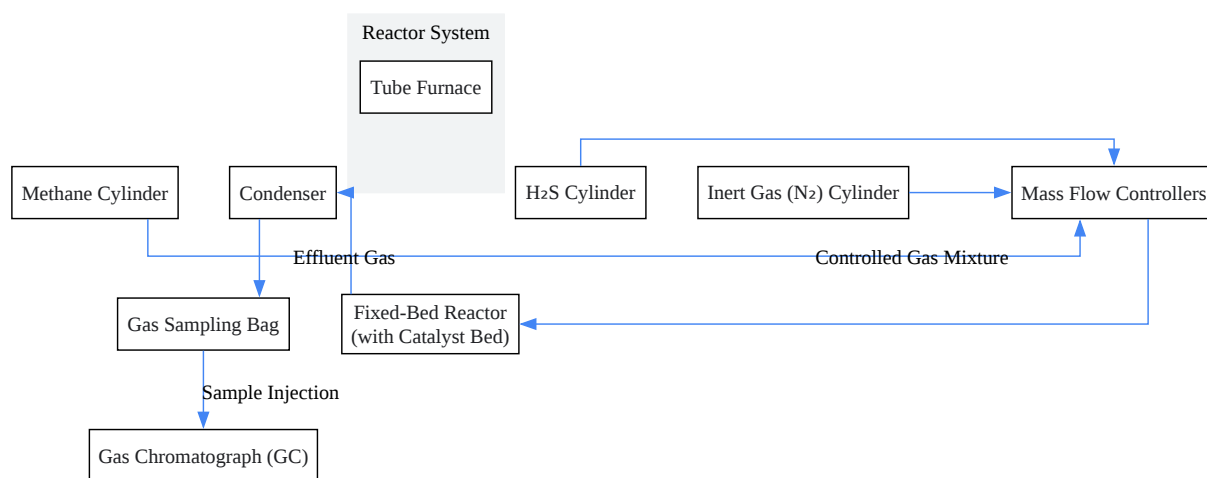 Reactor System
Tube Furnace
Methane Cylinder
Condenser
H₂S Cylinder
Inert Gas (N₂) Cylinder
Mass Flow Controllers
Effluent Gas
Controlled Gas Mixture
Gas Sampling Bag
Fixed-Bed Reactor
(with Catalyst Bed)
Sample Injection
Gas Chromatograph (GC)